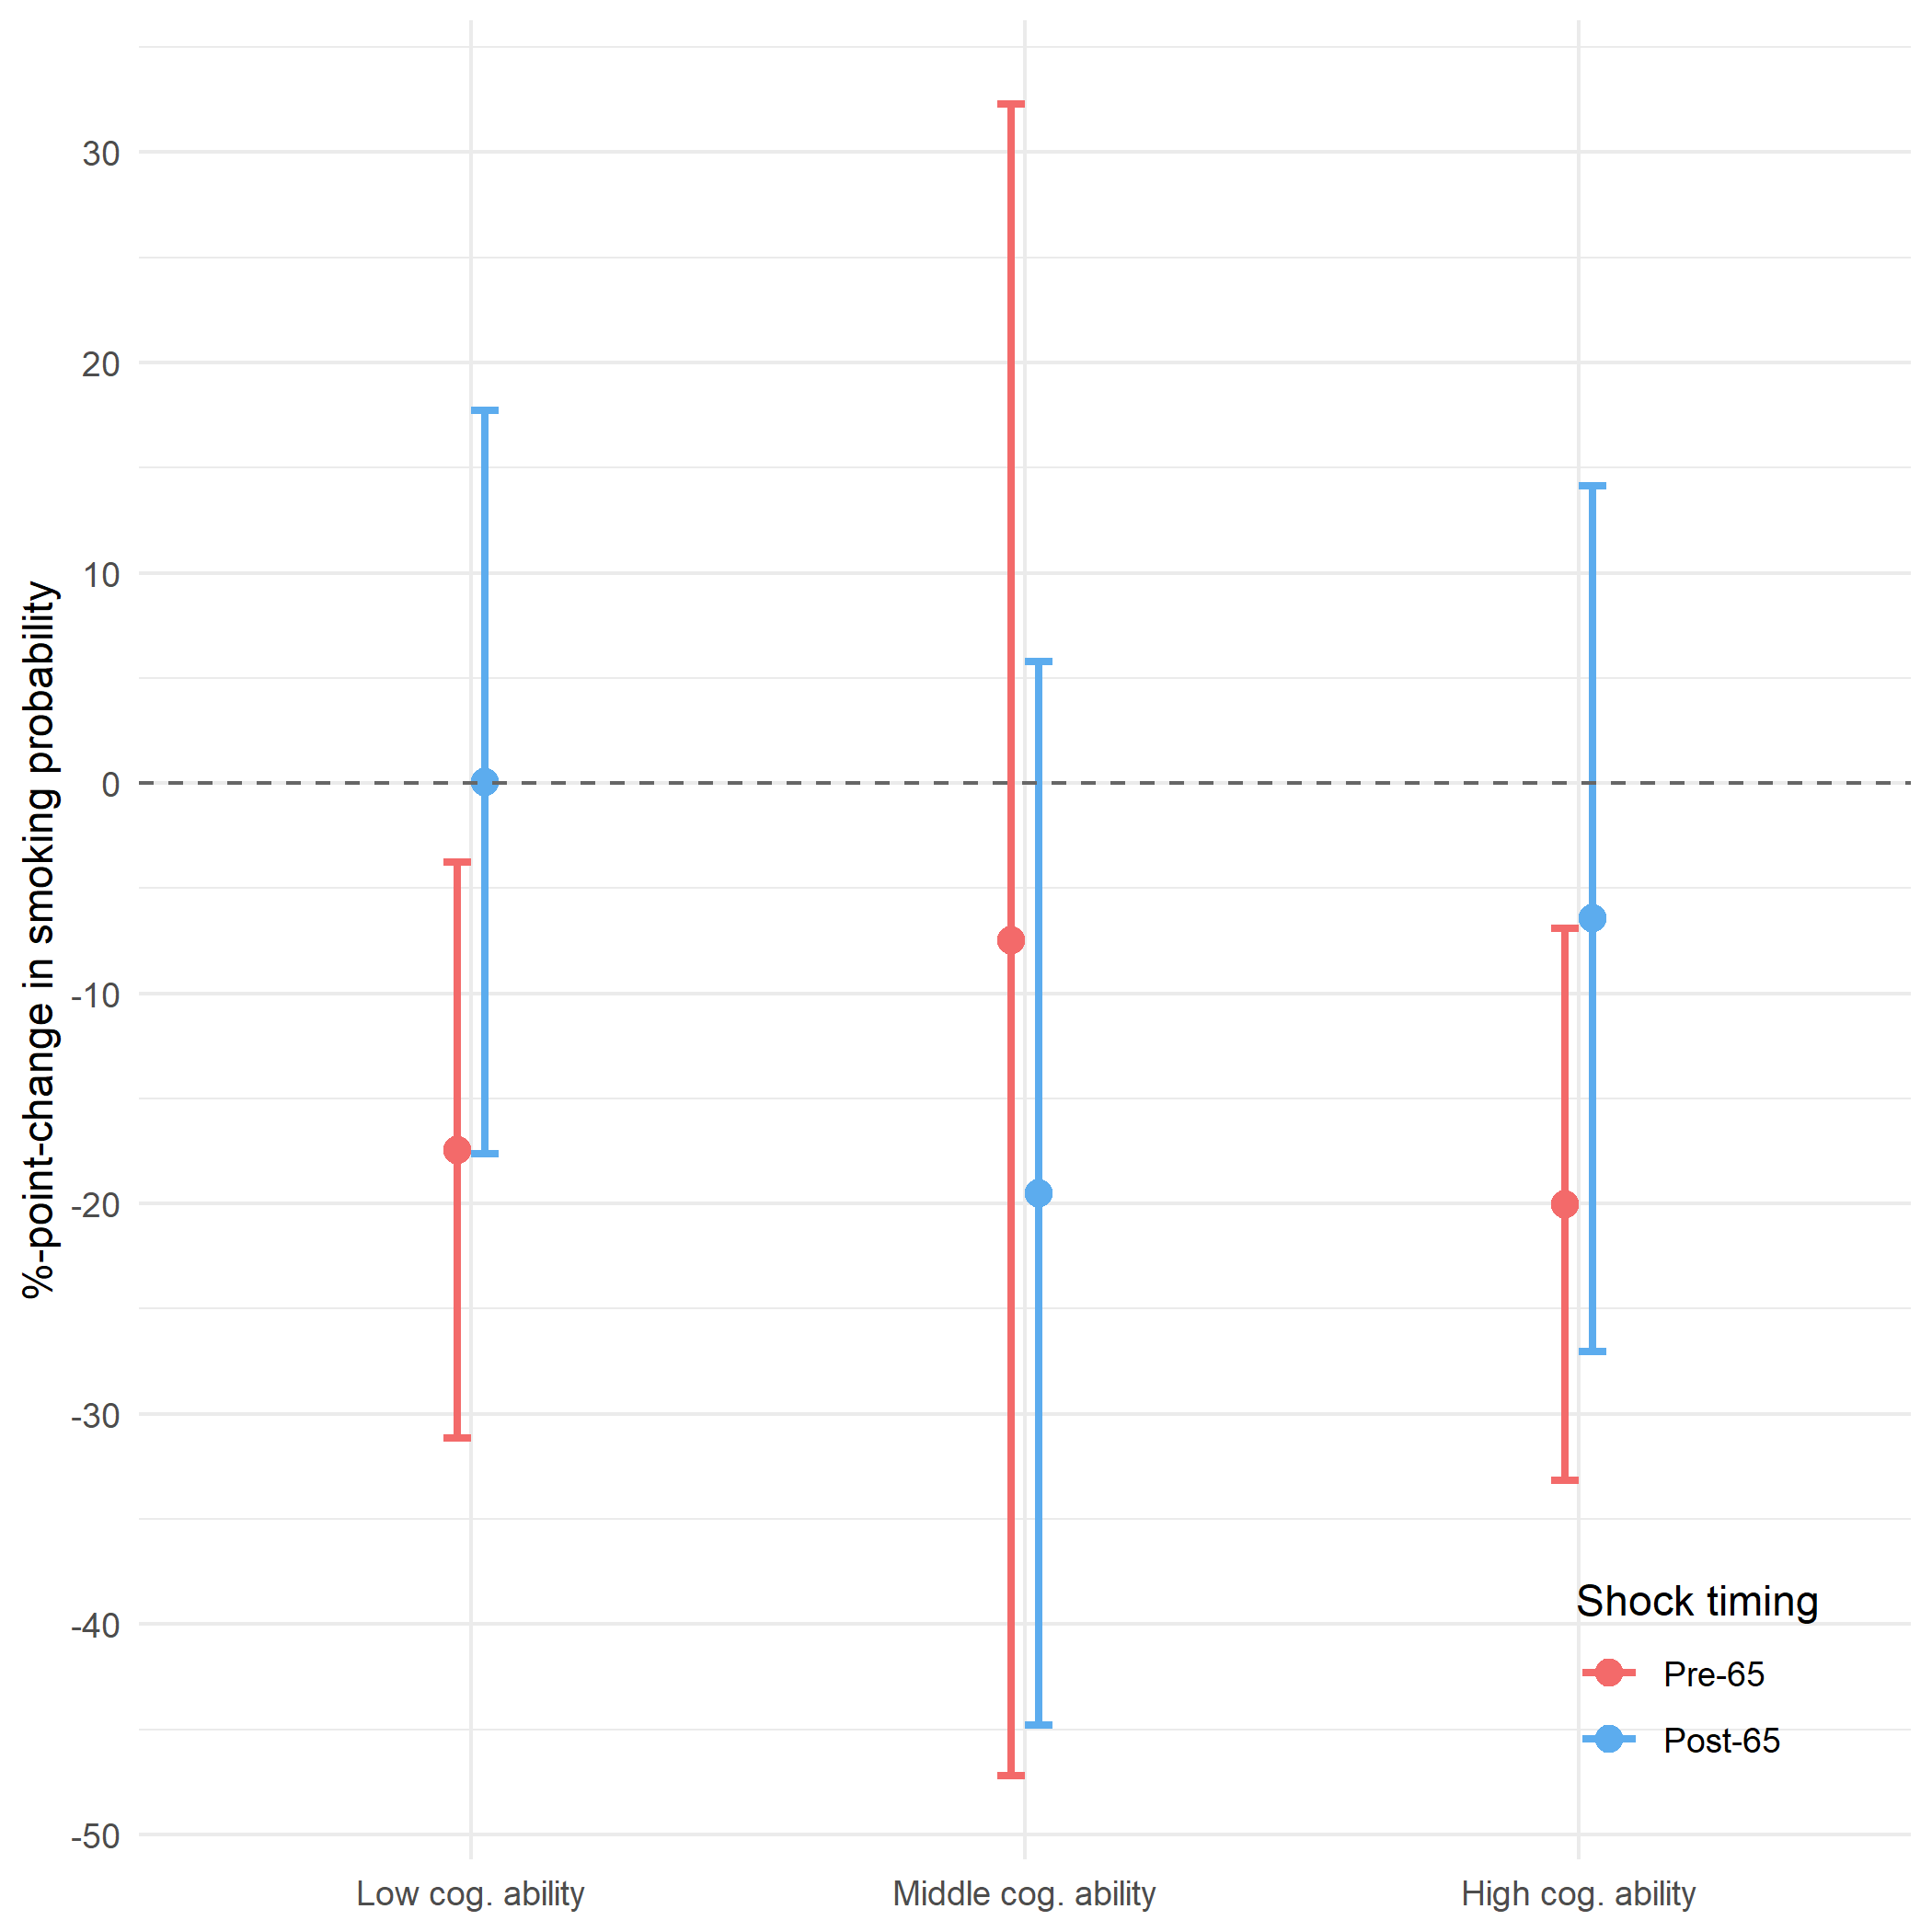 %-point-change in smoking probability
30
20
10
0
-10
-20
-30
-40
-50
Low cog. ability
Middle cog. ability
High cog. ability
Shock timing
Pre-65
Post-65